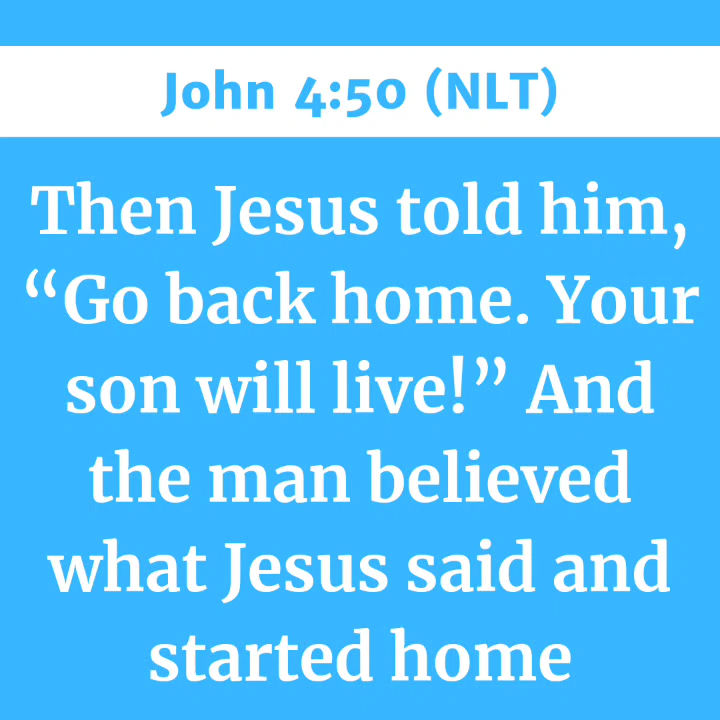 John 4:50 (NLT)
Then Jesus told him,
“Go back home. Your
son will live!” And
the man believed
what Jesus said and
started home